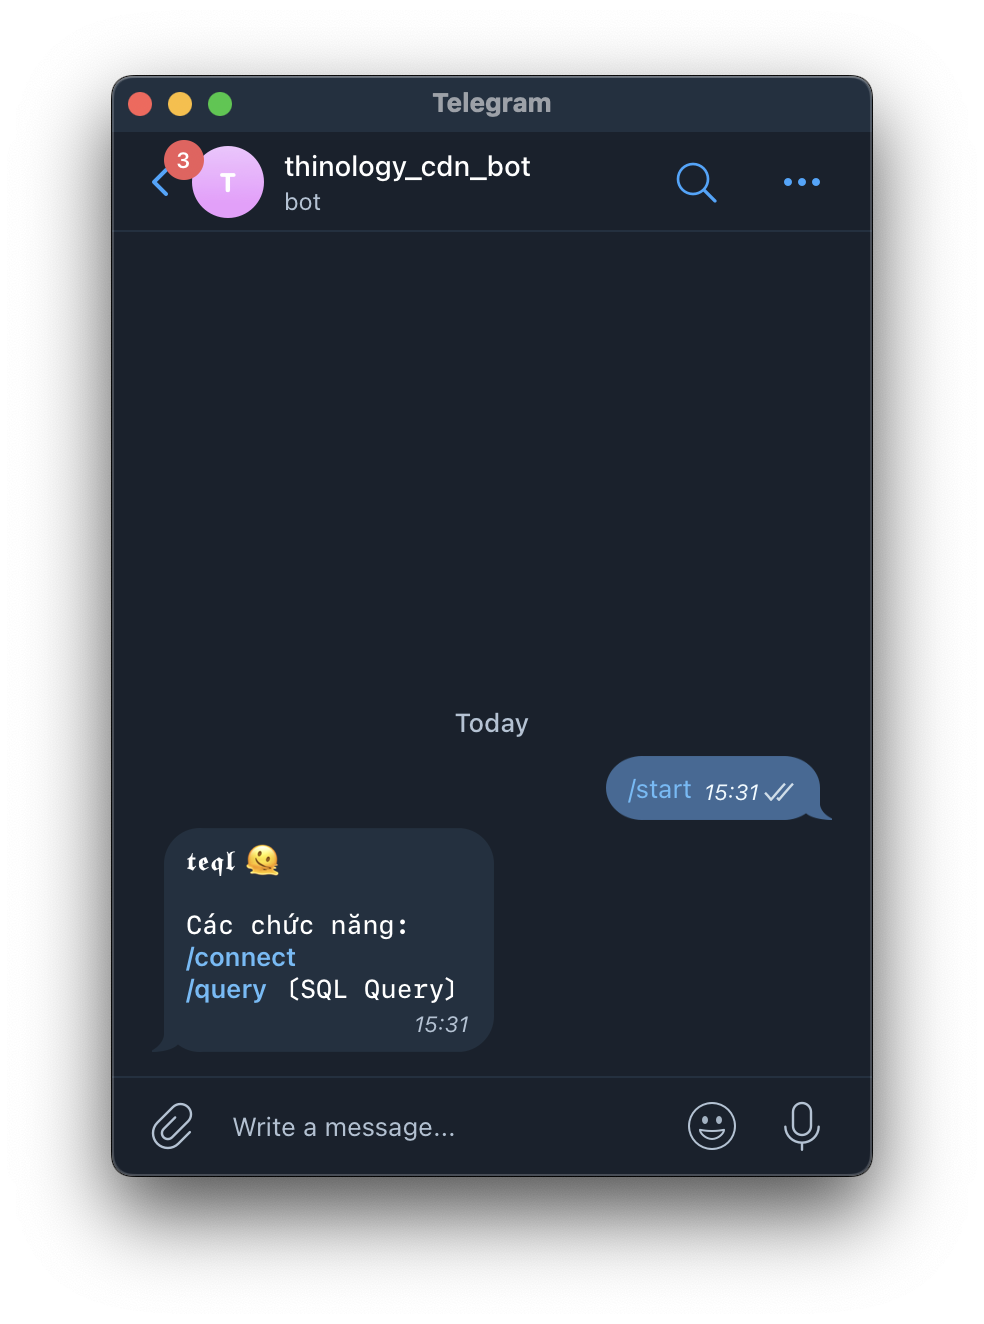 Telegram
3
T
thinology_cdn_bot
bot
Today
/start 15:31
𝖙𝖊𝖖𝖑 🫠
Các chức năng:
/connect
/query 〔SQL Query〕
15:31
Write a message...